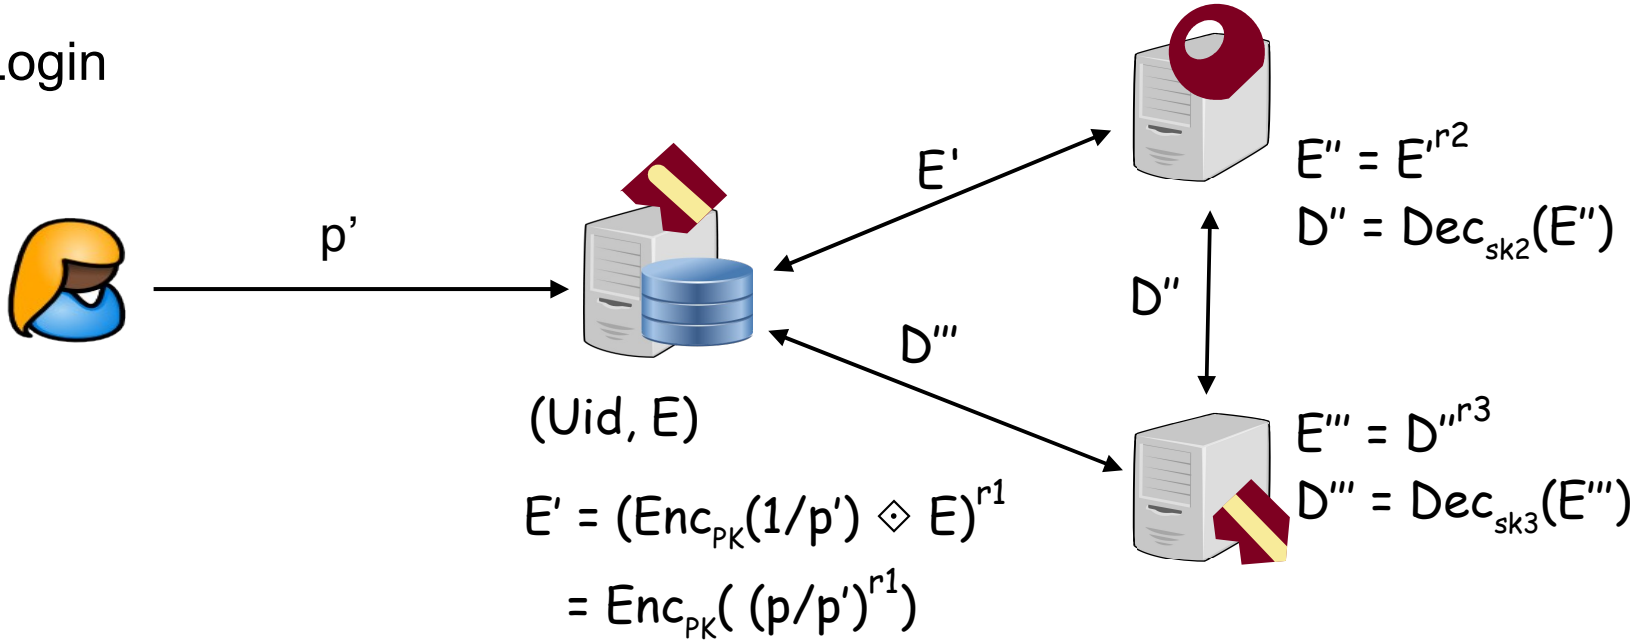 Login
p’
E'
E'' = E'^r2
D'' = Dec_sk2(E'')
D''
D'''
(Uid, E)
E''' = D''^r3
D''' = Dec_sk3(E''')
E' = (Enc_PK(1/p') ⟐ E)^r1
= Enc_PK( (p/p')^r1)